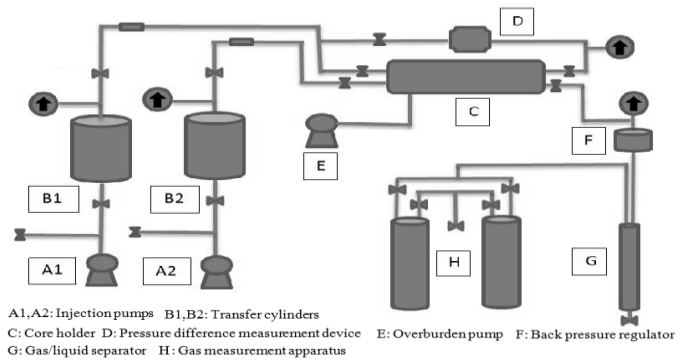 D
C
E
F
B1
B2
A1
A2
H
G
A1,A2: Injection pumps B1,B2: Transfer cylinders
C: Core holder D: Pressure difference measurement device E: Overburden pump F: Back pressure regulator
G: Gas/liquid separator H: Gas measurement apparatus